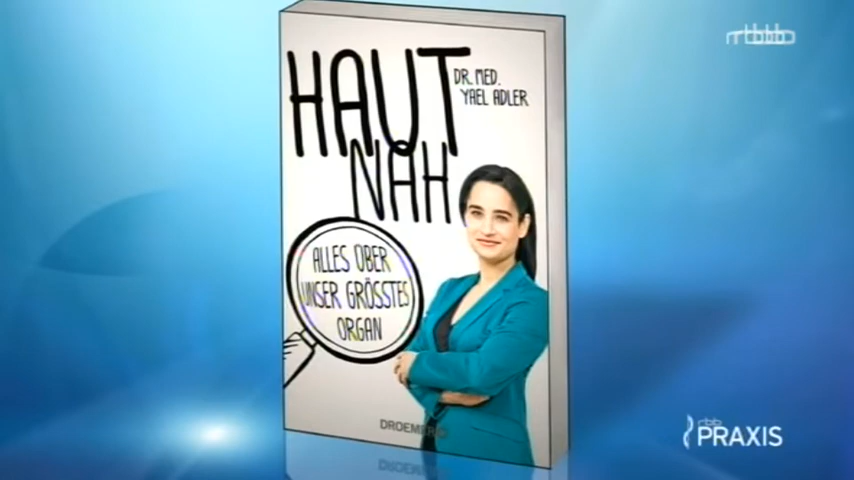 rbb
HAUT
NAH
DR. MED.
YAEL ADLER
ALLES ÜBER
UNSER GRÖSSTES
ORGAN
DROEMER
rbb
PRAXIS